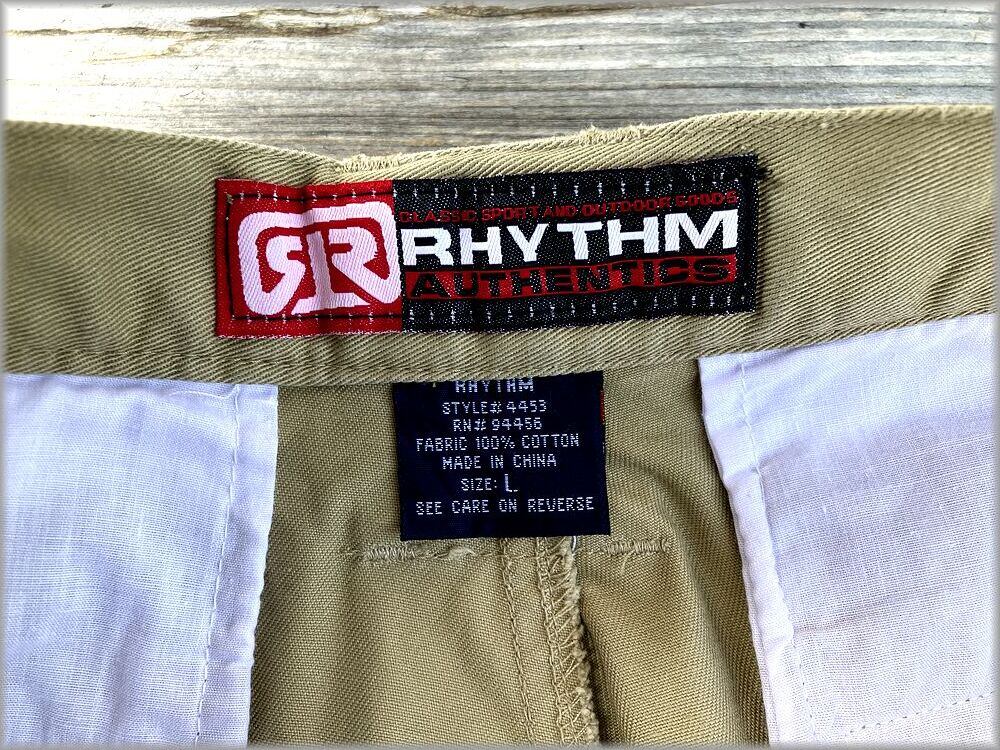 RR
CLASSIC SPORT AND OUTDOOR GOODS
RHYTHM
AUTHENTICS
RHYTHM
STYLE# 4453
RN# 94456
FABRIC 100% COTTON
MADE IN CHINA
SIZE: L
SEE CARE ON REVERSE